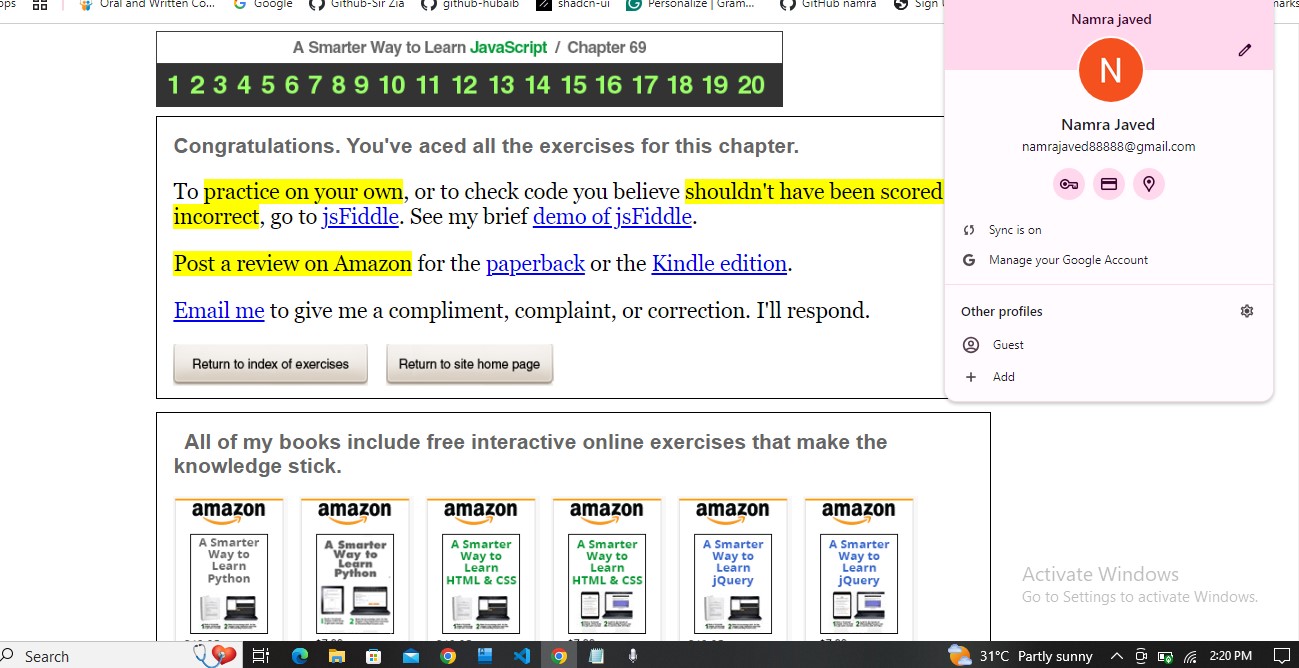 Oral and Written Co...
Google
Github-Sir Zia
github-hubaib
shadcn-ui
Personalize | Gram...
GitHub namra
Sign
Namra javed
N
Namra Javed
namrajaved88888@gmail.com
Sync is on
Manage your Google Account
Other profiles
Guest
Add
A Smarter Way to Learn JavaScript / Chapter 69
1 2 3 4 5 6 7 8 9 10 11 12 13 14 15 16 17 18 19 20
Congratulations. You've aced all the exercises for this chapter.
To practice on your own, or to check code you believe shouldn't have been scored
incorrect, go to jsFiddle. See my brief demo of jsFiddle.
Post a review on Amazon for the paperback or the Kindle edition.
Email me to give me a compliment, complaint, or correction. I'll respond.
Return to index of exercises
Return to site home page
All of my books include free interactive online exercises that make the
knowledge stick.
amazon
A Smarter
Way to
Learn
Python
amazon
A Smarter
Way to
Learn
Python
amazon
A Smarter
Way to
Learn
HTML & CSS
amazon
A Smarter
Way to
Learn
HTML & CSS
amazon
A Smarter
Way to
Learn
jQuery
amazon
A Smarter
Way to
Learn
jQuery
Activate Windows
Go to Settings to activate Windows.
Search
31°C Partly sunny
2:20 PM